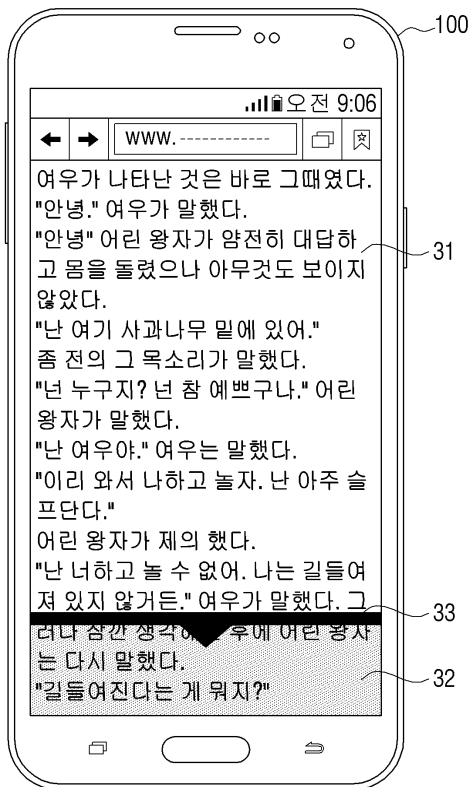 100
오전 9:06
www. ------------
여우가 나타난 것은 바로 그때였다.
"안녕." 여우가 말했다.
"안녕" 어린 왕자가 얌전히 대답하
31
고 몸을 돌렸으나 아무것도 보이지
않았다.
"난 여기 사과나무 밑에 있어."
좀 전의 그 목소리가 말했다.
"넌 누구지? 넌 참 예쁘구나." 어린
왕자가 말했다.
"난 여우야." 여우는 말했다.
"이리 와서 나하고 놀자. 난 아주 슬
프단다."
어린 왕자가 제의 했다.
"난 너하고 놀 수 없어. 나는 길들여
져 있지 않거든." 여우가 말했다. 그
33
러나 잠깐 생각해 후에 어린 왕자
는 다시 말했다.
32
"길들여진다는 게 뭐지?"